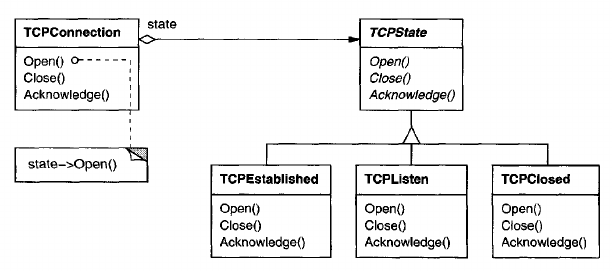 state
TCPConnection
Open()
Close()
Acknowledge()
TCPState
Open()
Close()
Acknowledge()
state->Open()
TCPEstablished
Open()
Close()
Acknowledge()
TCPListen
Open()
Close()
Acknowledge()
TCPClosed
Open()
Close()
Acknowledge()